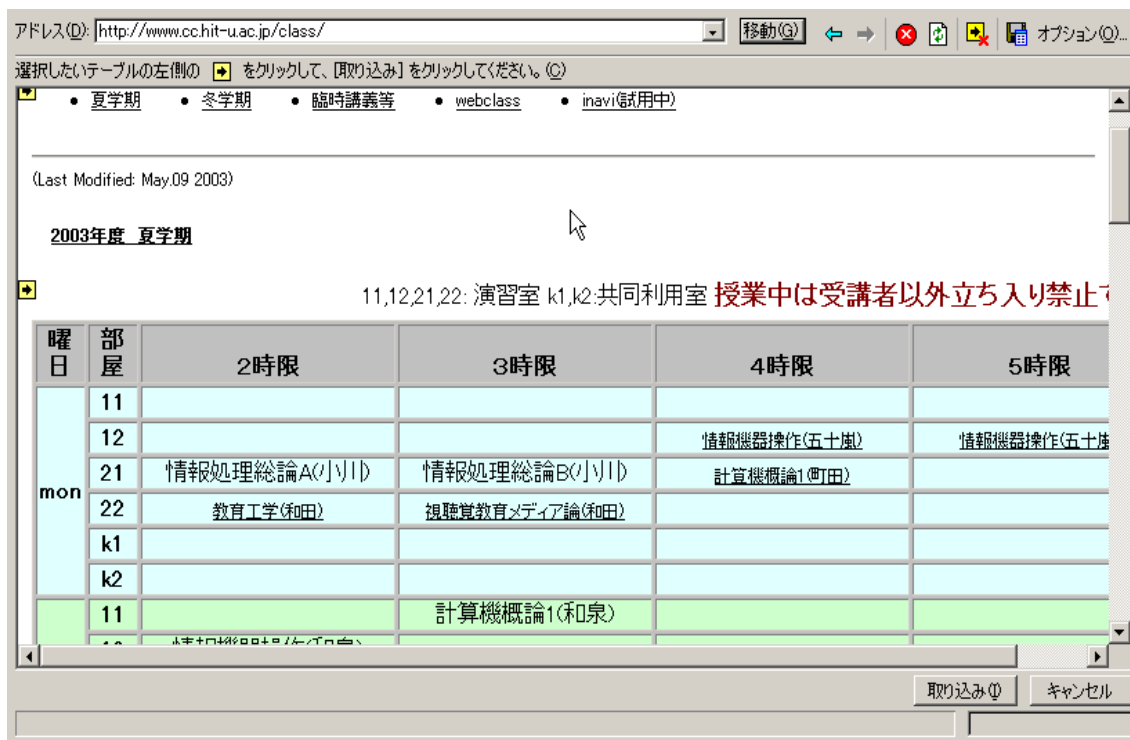 アドレス(D): http://www.cc.hit-u.ac.jp/class/ 移動(G) オプション(O)...
選択したいテーブルの左側の をクリックして、[取り込み] をクリックしてください。(C)
• 夏学期 • 冬学期 • 臨時講義等 • webclass • inavi(試用中)
(Last Modified: May.09 2003)
2003年度 夏学期
11,12,21,22: 演習室 k1,k2:共同利用室 授業中は受講者以外立ち入り禁止で
曜日 部屋 2時限 3時限 4時限 5時限
mon
11
12 情報機器操作(五十嵐) 情報機器操作(五十嵐
21 情報処理総論A(小川) 情報処理総論B(小川) 計算機概論1(町田)
22 教育工学(和田) 視聴覚教育メディア論(和田)
k1
k2
11 計算機概論1(和泉)
取り込み(I) キャンセル